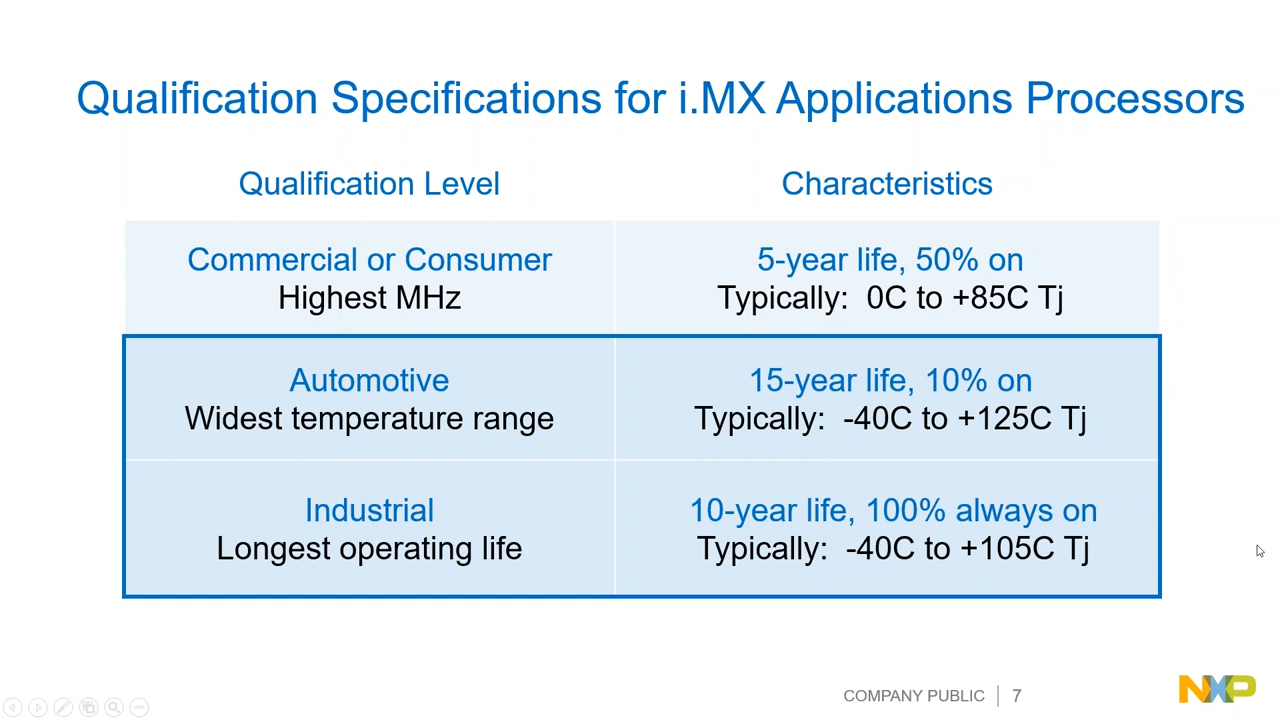 Qualification Specifications for i.MX Applications Processors
Qualification Level
Characteristics
Commercial or Consumer
Highest MHz
5-year life, 50% on
Typically:  0C to +85C Tj
Automotive
Widest temperature range
15-year life, 10% on
Typically:  -40C to +125C Tj
Industrial
Longest operating life
10-year life, 100% always on
Typically:  -40C to +105C Tj
COMPANY PUBLIC | 7
NXP